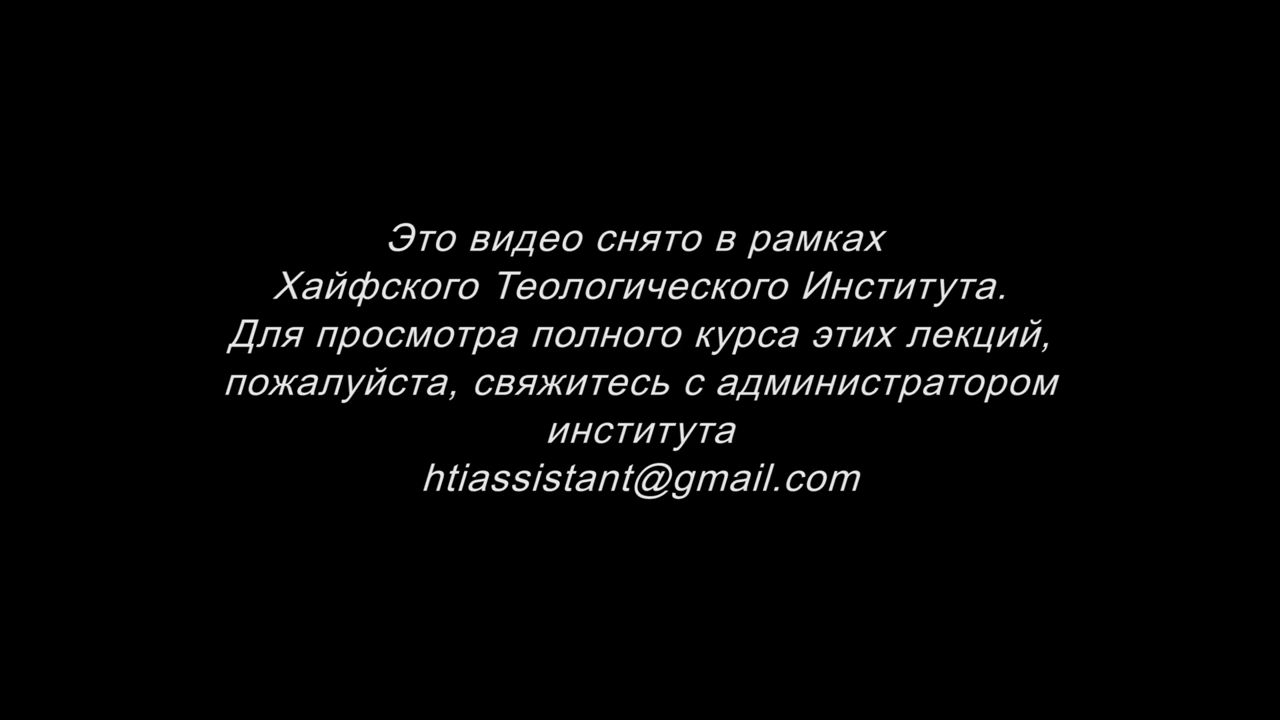 Это видео снято в рамках
Хайфского Теологического Института.
Для просмотра полного курса этих лекций,
пожалуйста, свяжитесь с администратором
института
htiassistant@gmail.com